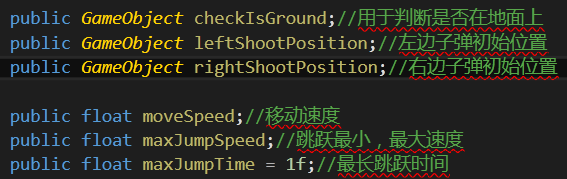 public GameObject checkIsGround;//用于判断是否在地面上
public GameObject leftShootPosition;//左边子弹初始位置
public GameObject rightShootPosition;//右边子弹初始位置
public float moveSpeed;//移动速度
public float maxJumpSpeed;//跳跃最小，最大速度
public float maxJumpTime = 1f;//最长跳跃时间